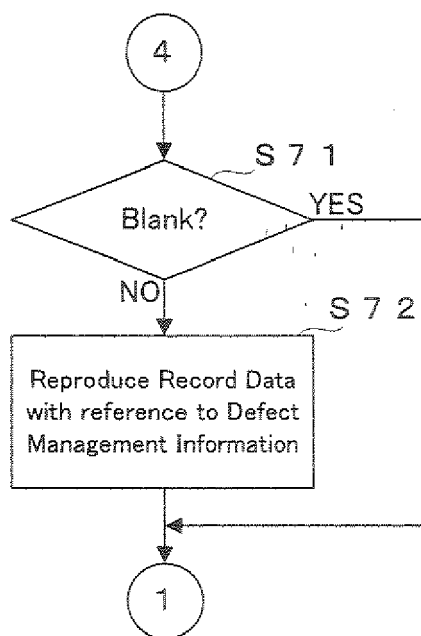 4
S 7 1
Blank?
YES
NO
S 7 2
Reproduce Record Data
with reference to Defect
Management Information
1